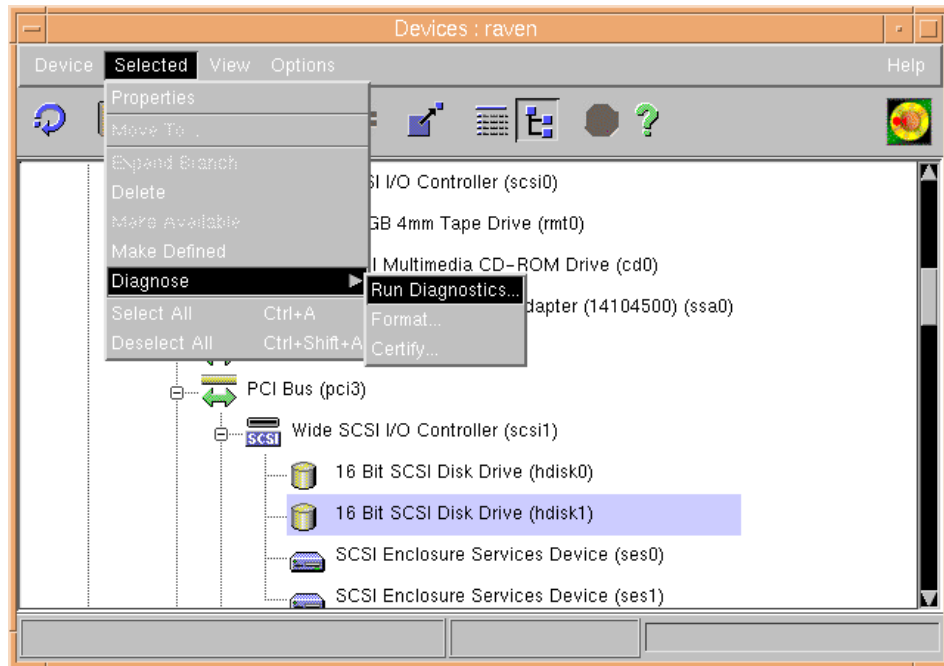 Devices : raven
Device Selected View Options Help
Properties
Move To...
Expand Branch
Delete
Make Available
Make Defined
Diagnose
Select All Ctrl+A
Deselect All Ctrl+Shift+A
Run Diagnostics...
Format...
Certify...
SI I/O Controller (scsi0)
GB 4mm Tape Drive (rmt0)
I Multimedia CD-ROM Drive (cd0)
dapter (14104500) (ssa0)
PCI Bus (pci3)
SCSI Wide SCSI I/O Controller (scsi1)
16 Bit SCSI Disk Drive (hdisk0)
16 Bit SCSI Disk Drive (hdisk1)
SCSI Enclosure Services Device (ses0)
SCSI Enclosure Services Device (ses1)